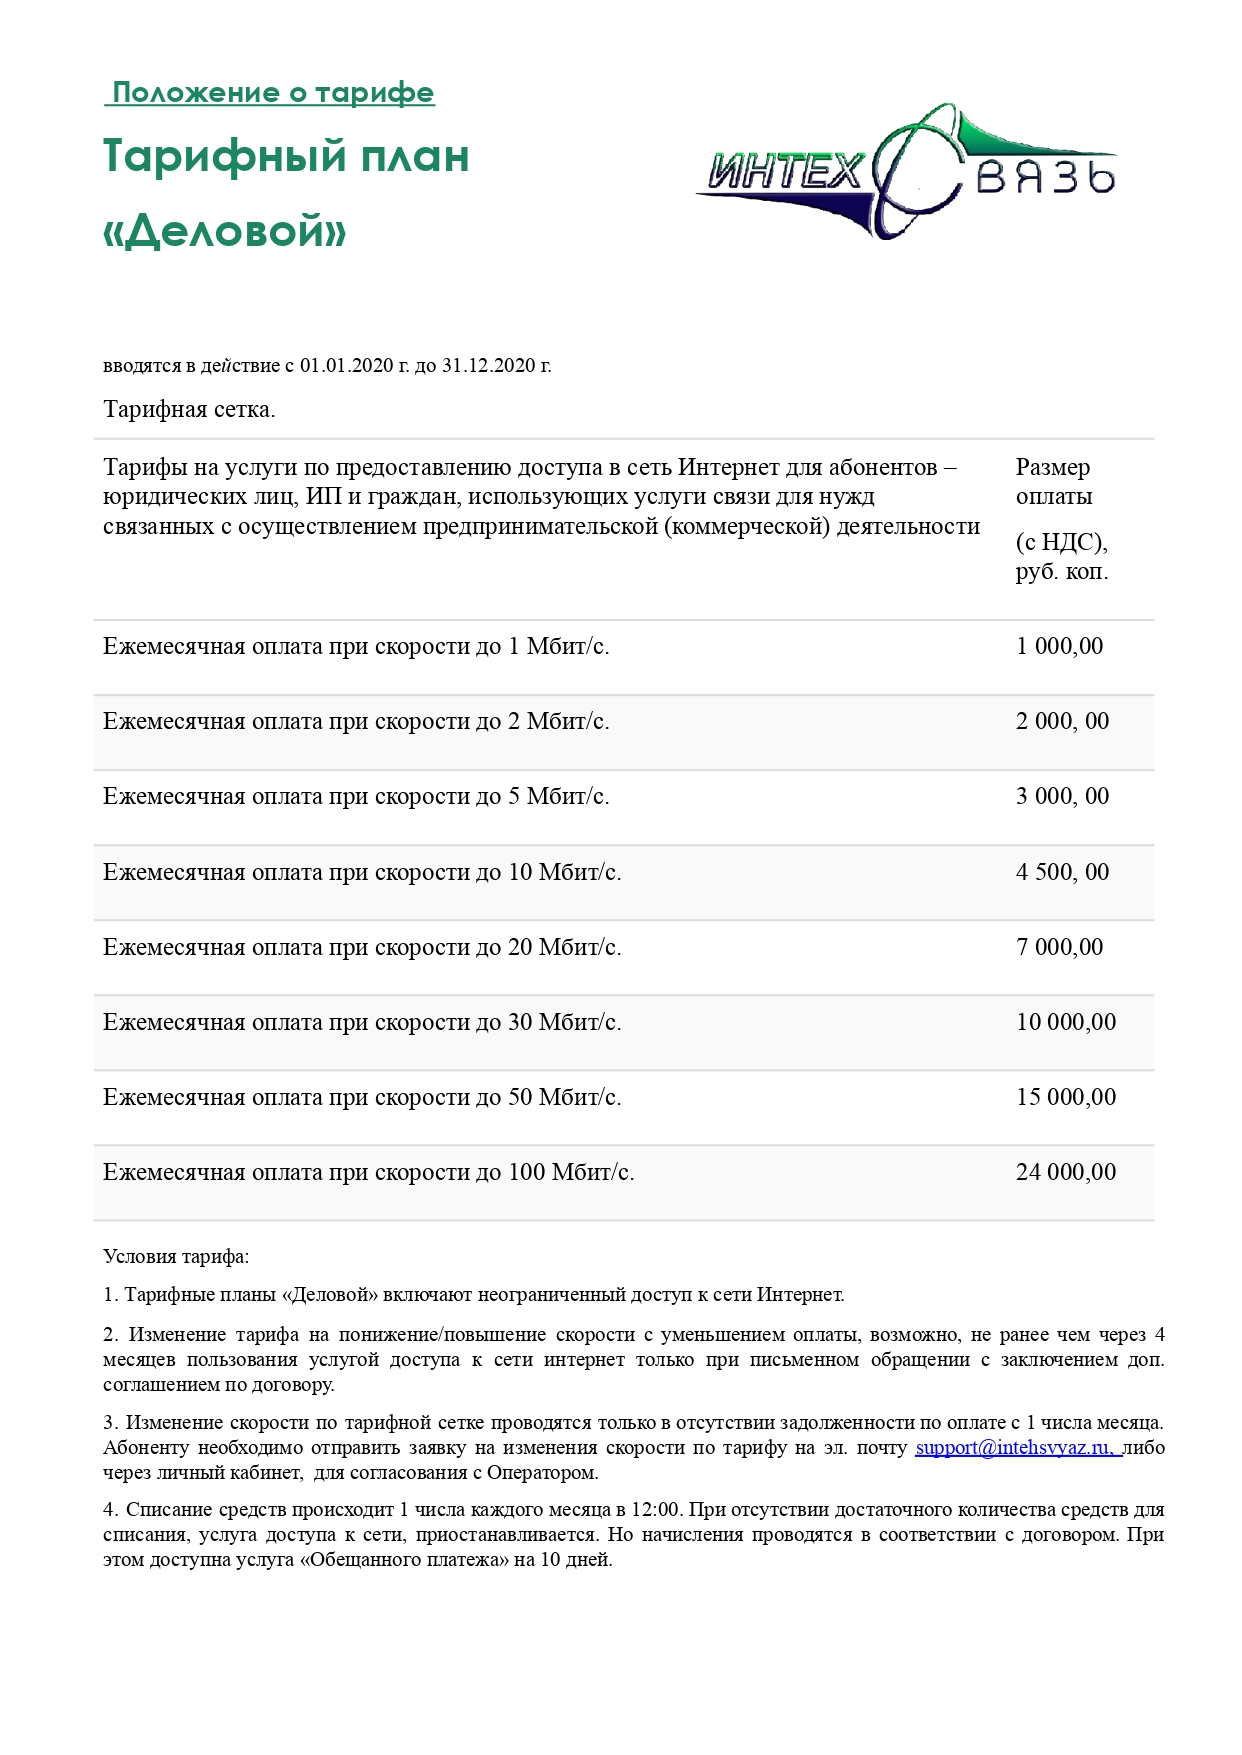 Положение о тарифе
Тарифный план
«Деловой»
ИНТЕХ СВЯЗЬ
вводятся в действие с 01.01.2020 г. до 31.12.2020 г.
Тарифная сетка.
Тарифы на услуги по предоставлению доступа в сеть Интернет для абонентов –
юридических лиц, ИП и граждан, использующих услуги связи для нужд
связанных с осуществлением предпринимательской (коммерческой) деятельности
Размер
оплаты
(с НДС),
руб. коп.
Ежемесячная оплата при скорости до 1 Мбит/с. 1 000,00
Ежемесячная оплата при скорости до 2 Мбит/с. 2 000, 00
Ежемесячная оплата при скорости до 5 Мбит/с. 3 000, 00
Ежемесячная оплата при скорости до 10 Мбит/с. 4 500, 00
Ежемесячная оплата при скорости до 20 Мбит/с. 7 000,00
Ежемесячная оплата при скорости до 30 Мбит/с. 10 000,00
Ежемесячная оплата при скорости до 50 Мбит/с. 15 000,00
Ежемесячная оплата при скорости до 100 Мбит/с. 24 000,00
Условия тарифа:
1. Тарифные планы «Деловой» включают неограниченный доступ к сети Интернет.
2. Изменение тарифа на понижение/повышение скорости с уменьшением оплаты, возможно, не ранее чем через 4
месяцев пользования услугой доступа к сети интернет только при письменном обращении с заключением доп.
соглашением по договору.
3. Изменение скорости по тарифной сетке проводятся только в отсутствии задолженности по оплате с 1 числа месяца.
Абоненту необходимо отправить заявку на изменения скорости по тарифу на эл. почту support@intehsvyaz.ru, либо
через личный кабинет, для согласования с Оператором.
4. Списание средств происходит 1 числа каждого месяца в 12:00. При отсутствии достаточного количества средств для
списания, услуга доступа к сети, приостанавливается. Но начисления проводятся в соответствии с договором. При
этом доступна услуга «Обещанного платежа» на 10 дней.